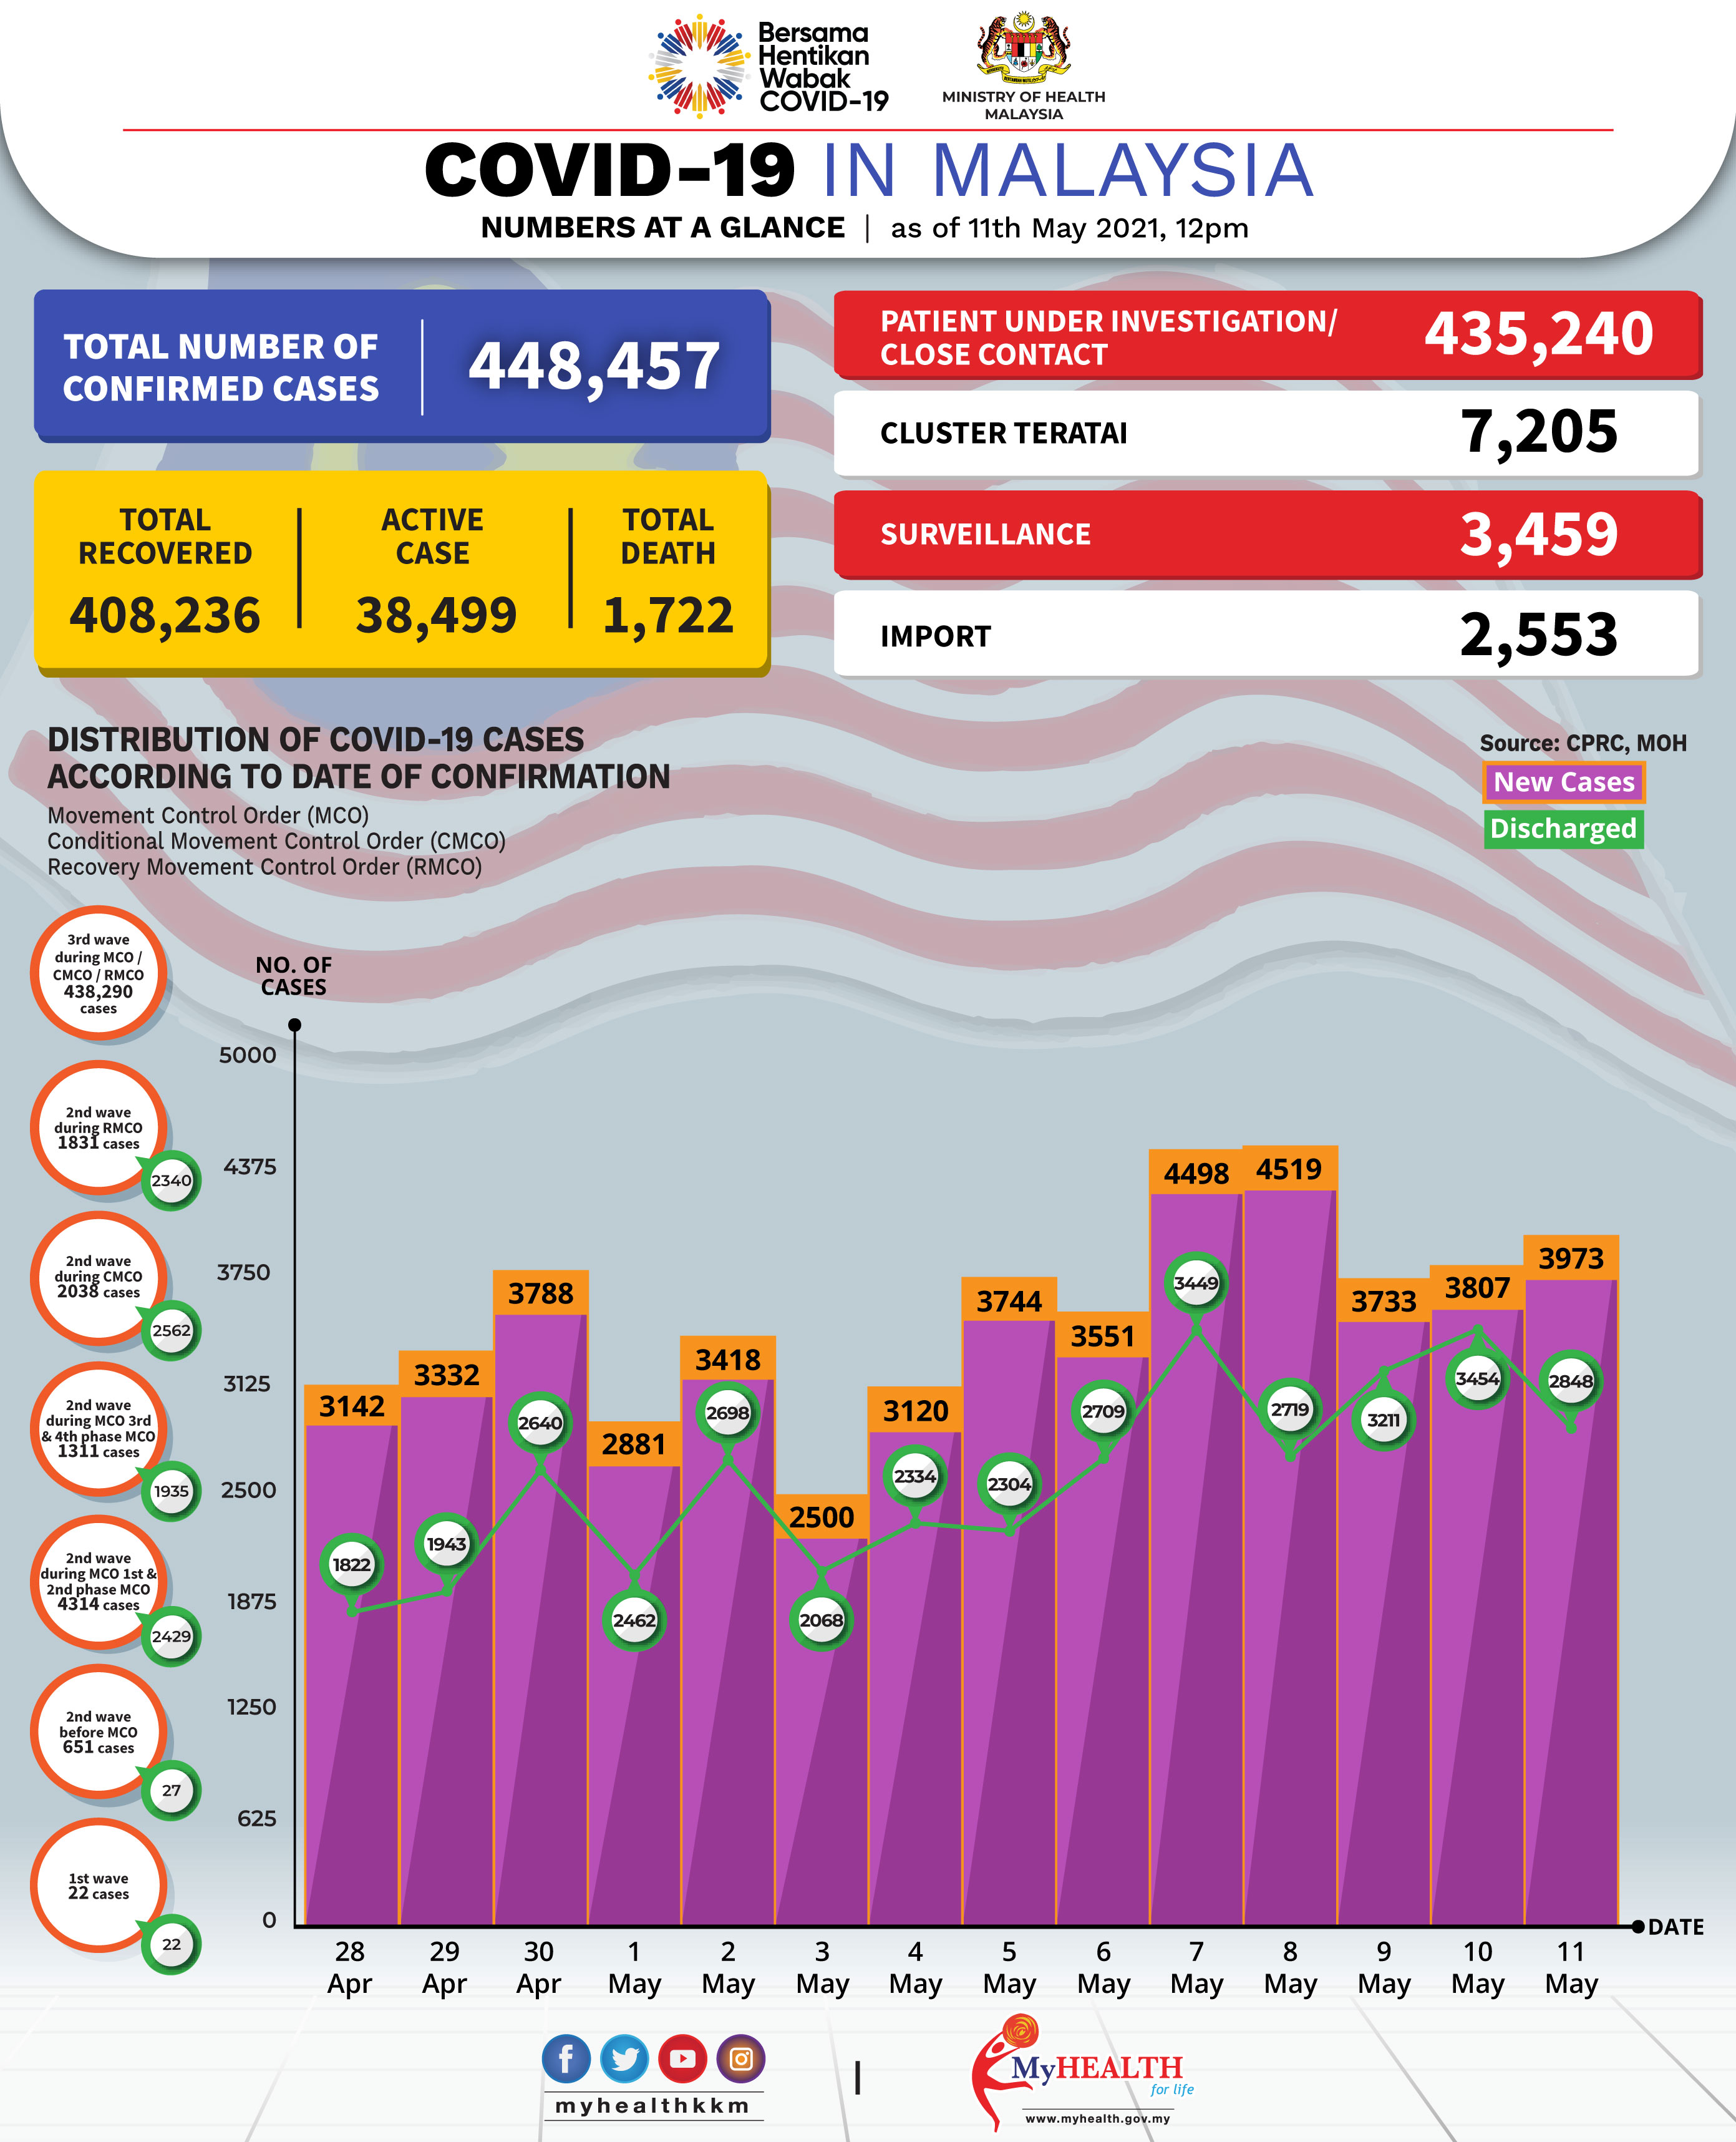 Bersama
Hentikan
Wabak
COVID-19
MINISTRY OF HEALTH
MALAYSIA
COVID-19 IN MALAYSIA
NUMBERS AT A GLANCE | as of 11th May 2021, 12pm
TOTAL NUMBER OF
CONFIRMED CASES
448,457
TOTAL
RECOVERED
408,236
ACTIVE
CASE
38,499
TOTAL
DEATH
1,722
PATIENT UNDER INVESTIGATION/
CLOSE CONTACT
435,240
CLUSTER TERATAI
7,205
SURVEILLANCE
3,459
IMPORT
2,553
DISTRIBUTION OF COVID-19 CASES
ACCORDING TO DATE OF CONFIRMATION
Movement Control Order (MCO)
Conditional Movement Control Order (CMCO)
Recovery Movement Control Order (RMCO)
Source: CPRC, MOH
New Cases
Discharged
3rd wave
during MCO /
CMCO / RMCO
438,290
cases
2nd wave
during RMCO
1831 cases
2340
2nd wave
during CMCO
2038 cases
2562
2nd wave
during MCO 3rd
& 4th phase MCO
1311 cases
1935
2nd wave
during MCO 1st &
2nd phase MCO
4314 cases
2429
2nd wave
before MCO
651 cases
27
1st wave
22 cases
22
NO. OF
CASES
5000
4375
3750
3125
2500
1875
1250
625
0
3142
3332
3788
2881
3418
2500
3120
3744
3551
4498
4519
3733
3807
3973
1822
1943
2640
2462
2698
2068
2334
2304
2709
3449
2719
3211
3454
2848
28
Apr
29
Apr
30
Apr
1
May
2
May
3
May
4
May
5
May
6
May
7
May
8
May
9
May
10
May
11
May
DATE
myhealthkkm
MyHEALTH
for life
www.myhealth.gov.my